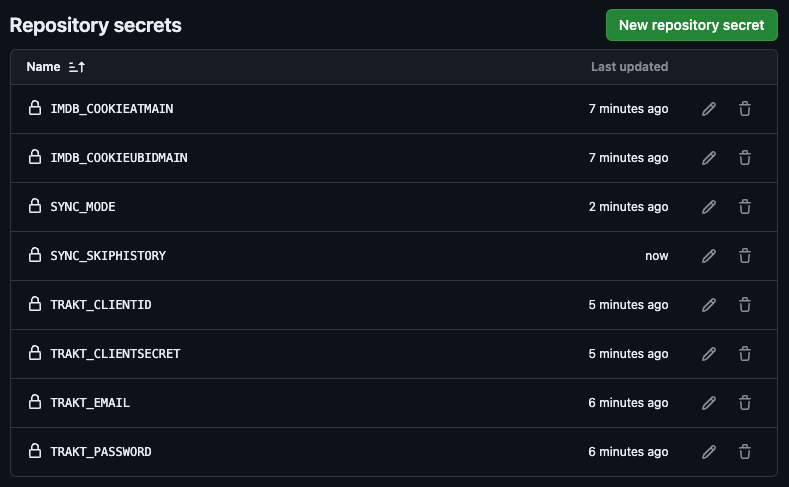 Repository secrets
New repository secret
Name
Last updated
IMDB_COOKIEATMAIN 7 minutes ago
IMDB_COOKIEUBIDMAIN 7 minutes ago
SYNC_MODE 2 minutes ago
SYNC_SKIPHISTORY now
TRAKT_CLIENTID 5 minutes ago
TRAKT_CLIENTSECRET 5 minutes ago
TRAKT_EMAIL 6 minutes ago
TRAKT_PASSWORD 6 minutes ago